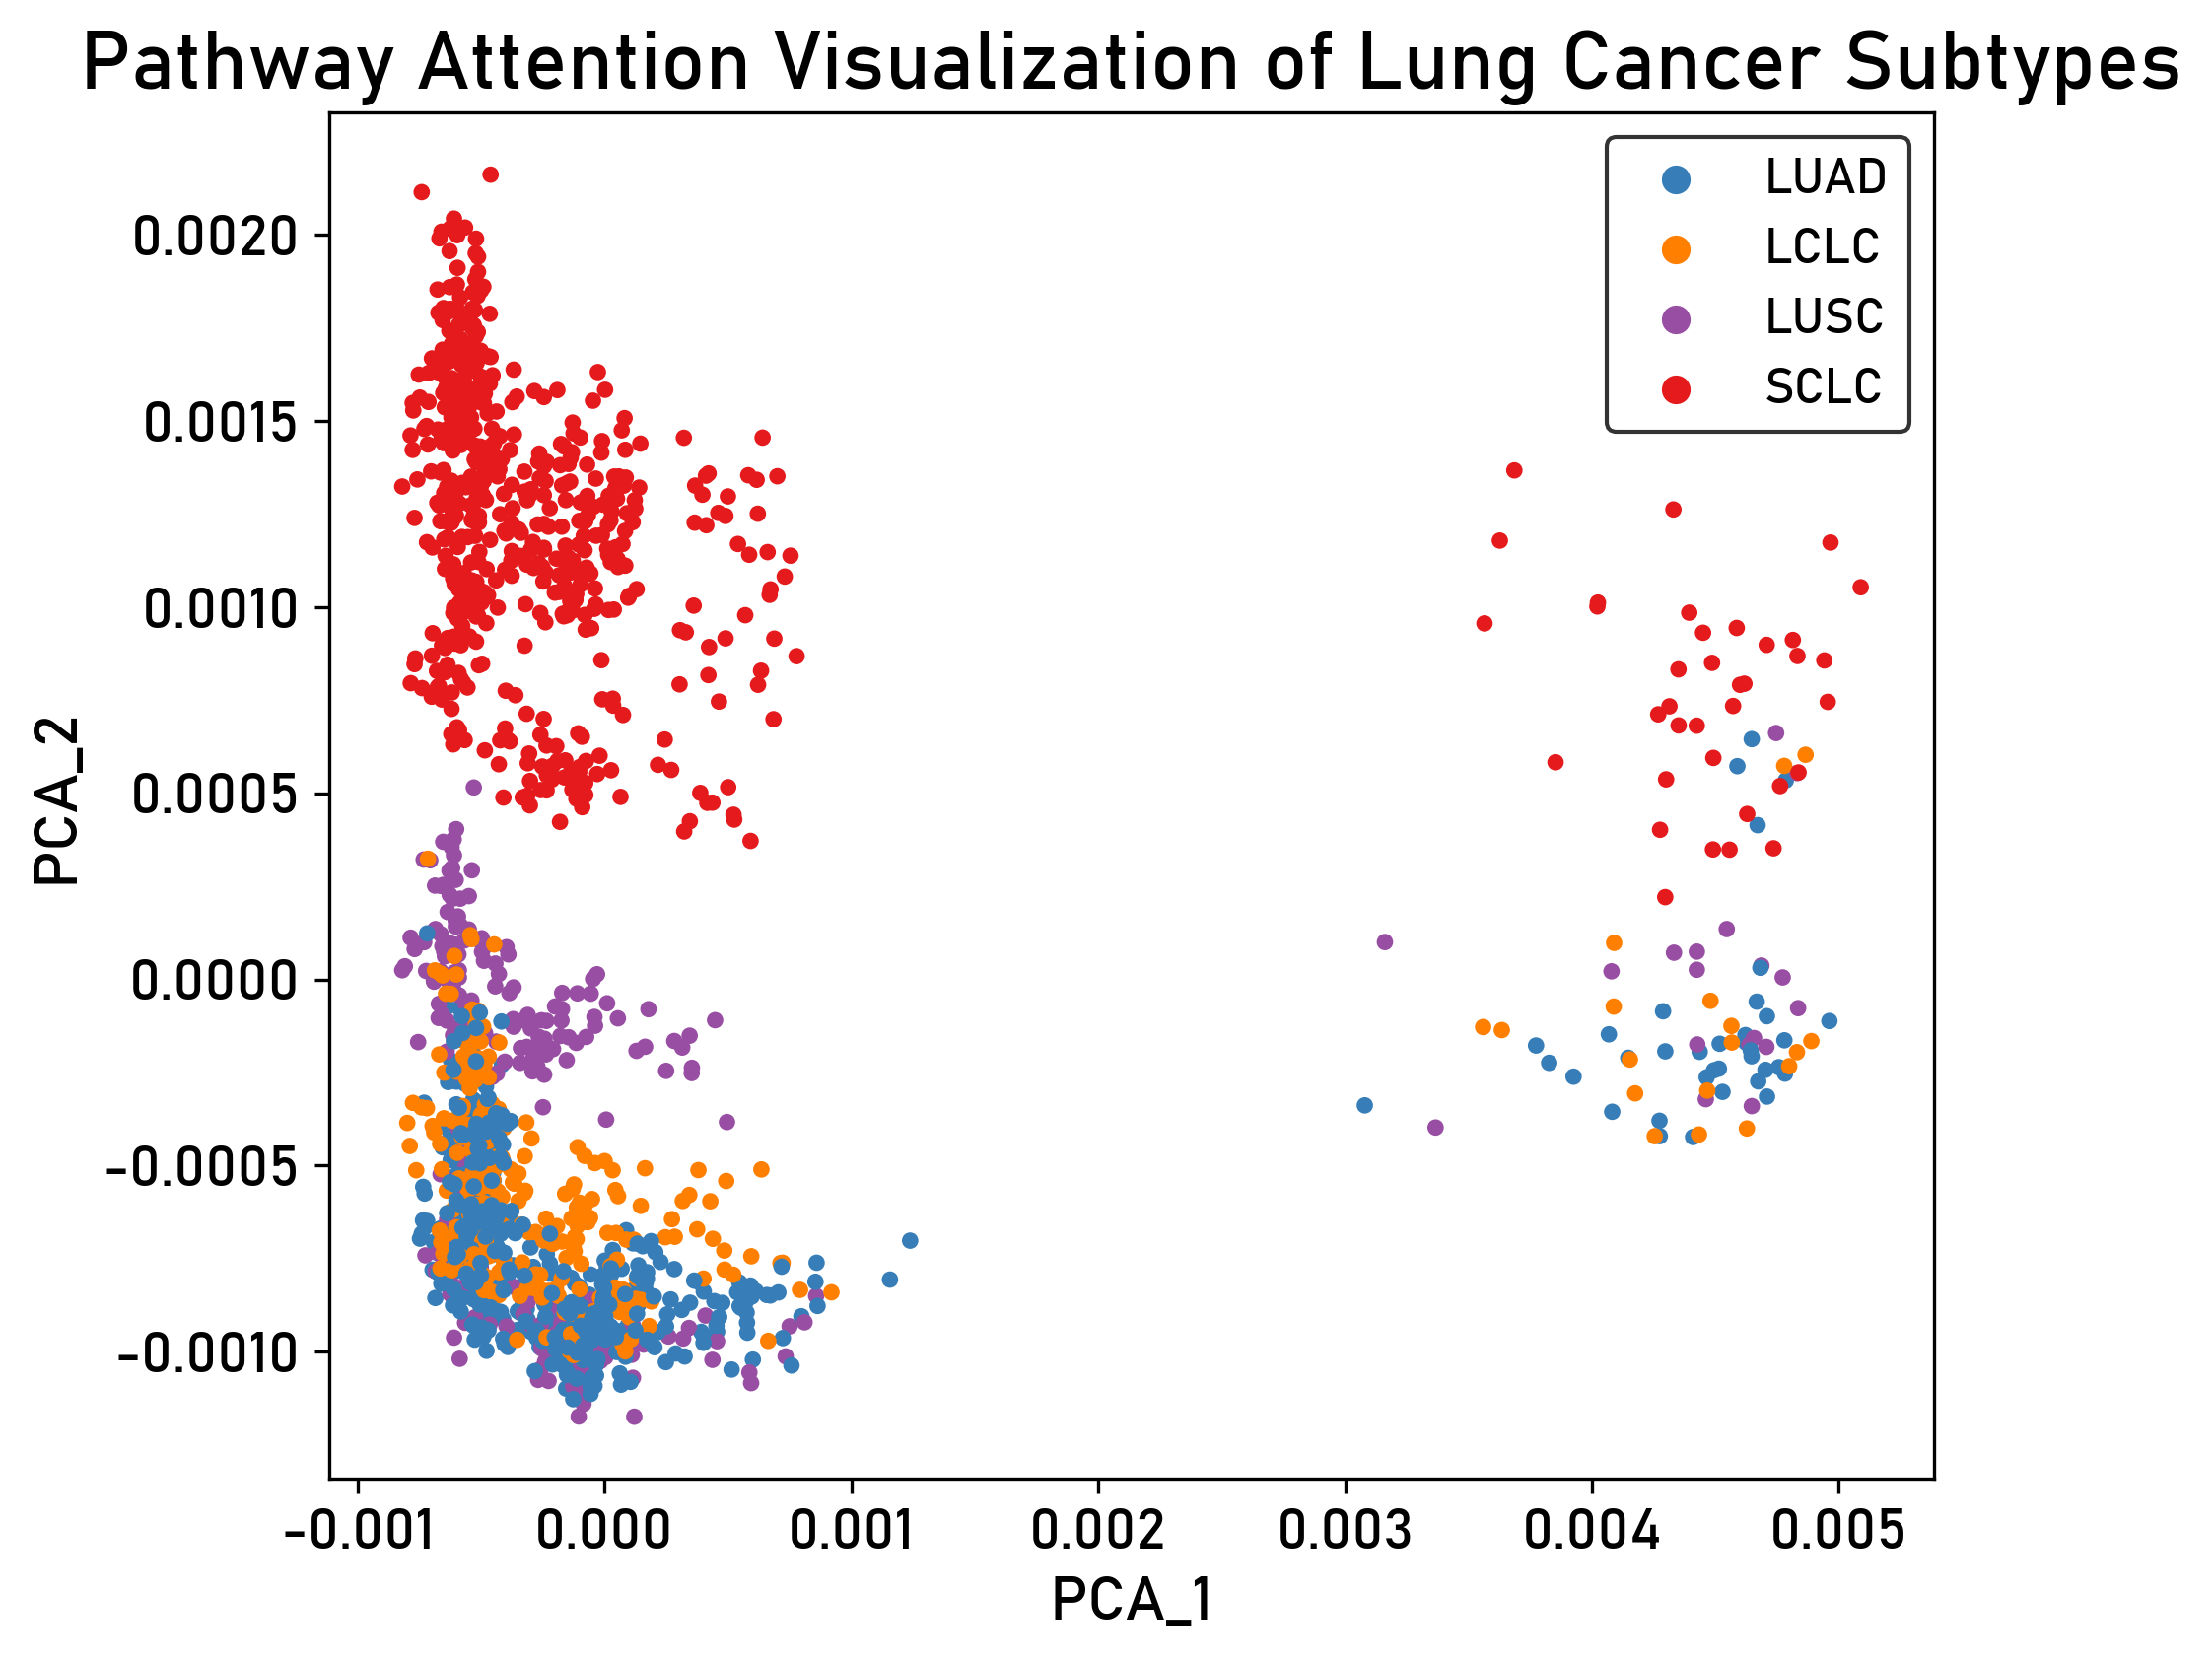 Pathway Attention Visualization of Lung Cancer Subtypes
LUAD
LCLC
LUSC
SCLC
0.0020
0.0015
0.0010
0.0005
0.0000
-0.0005
-0.0010
PCA_2
-0.001 0.000 0.001 0.002 0.003 0.004 0.005
PCA_1